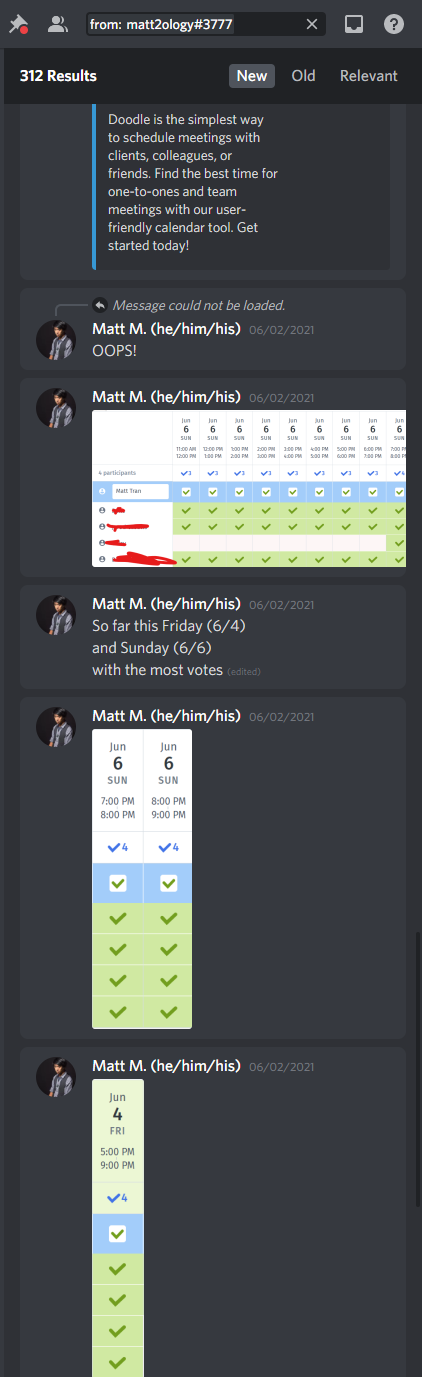 from: matt2ology#3777
312 Results
New
Old
Relevant
Doodle is the simplest way
to schedule meetings with
clients, colleagues, or
friends. Find the best time for
one-to-ones and team
meetings with our user-
friendly calendar tool. Get
started today!
Message could not be loaded.
Matt M. (he/him/his) 06/02/2021
OOPS!
Matt M. (he/him/his) 06/02/2021
Jun Jun Jun Jun Jun Jun Jun Jun Jun
6 6 6 6 6 6 6 6 6
SUN SUN SUN SUN SUN SUN SUN SUN SUN
11:00 AM 12:00 PM 1:00 PM 2:00 PM 3:00 PM 4:00 PM 5:00 PM 6:00 PM 7:00 PM
12:00 PM 1:00 PM 2:00 PM 3:00 PM 4:00 PM 5:00 PM 6:00 PM 7:00 PM 8:00 P
4 participants 3 3 3 3 3 3 3 3 4
Matt Tran
Matt M. (he/him/his) 06/02/2021
So far this Friday (6/4)
and Sunday (6/6)
with the most votes (edited)
Matt M. (he/him/his) 06/02/2021
Jun Jun
6 6
SUN SUN
7:00 PM 8:00 PM
8:00 PM 9:00 PM
4 4
Matt M. (he/him/his) 06/02/2021
Jun
4
FRI
5:00 PM
9:00 PM
4